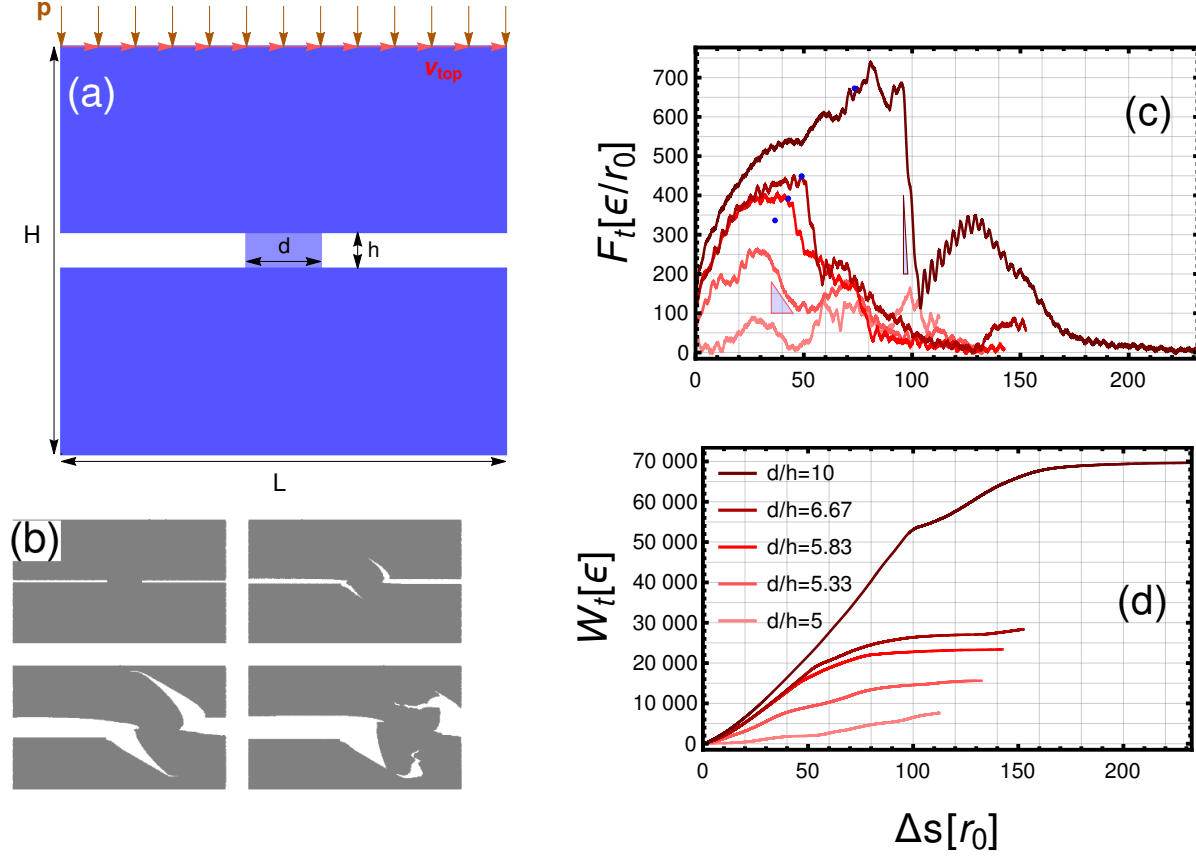 p
(a)
v_top
H
d
h
L
(b)
(c)
F_t[ϵ/r_0]
700
600
500
400
300
200
100
0
0 50 100 150 200
(d)
W_t[ϵ]
70 000
60 000
50 000
40 000
30 000
20 000
10 000
0
d/h=10
d/h=6.67
d/h=5.83
d/h=5.33
d/h=5
0 50 100 150 200
Δs[r_0]